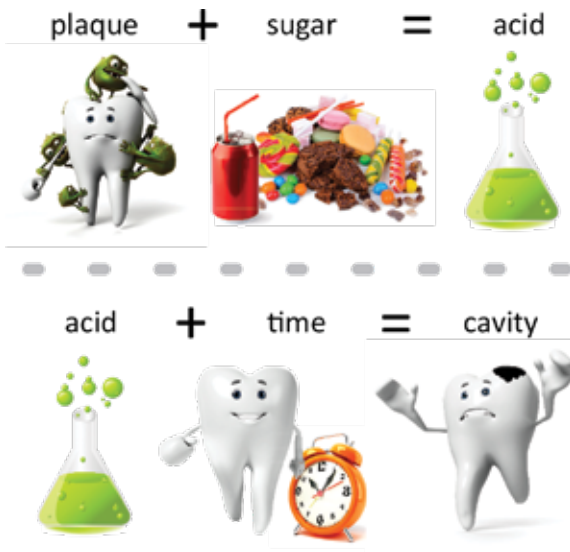 plaque + sugar = acid
acid + time = cavity